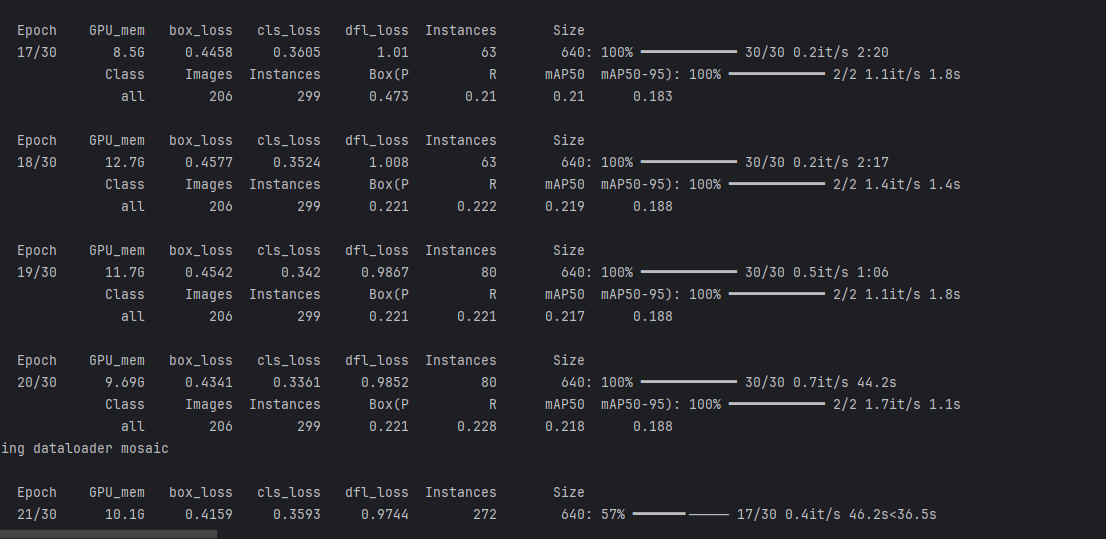 Epoch    GPU_mem   box_loss   cls_loss   dfl_loss  Instances       Size
17/30       8.5G     0.4458     0.3605       1.01         63        640: 100% ━━━━━━━━━━━━ 30/30 0.2it/s 2:20
Class     Images  Instances      Box(P          R      mAP50  mAP50-95): 100% ━━━━━━━━━━━━ 2/2 1.1it/s 1.8s
all        206        299      0.473       0.21       0.21      0.183
Epoch    GPU_mem   box_loss   cls_loss   dfl_loss  Instances       Size
18/30      12.7G     0.4577     0.3524      1.008         63        640: 100% ━━━━━━━━━━━━ 30/30 0.2it/s 2:17
Class     Images  Instances      Box(P          R      mAP50  mAP50-95): 100% ━━━━━━━━━━━━ 2/2 1.4it/s 1.4s
all        206        299      0.221      0.222      0.219      0.188
Epoch    GPU_mem   box_loss   cls_loss   dfl_loss  Instances       Size
19/30      11.7G     0.4542      0.342     0.9867         80        640: 100% ━━━━━━━━━━━━ 30/30 0.5it/s 1:06
Class     Images  Instances      Box(P          R      mAP50  mAP50-95): 100% ━━━━━━━━━━━━ 2/2 1.1it/s 1.8s
all        206        299      0.221      0.221      0.217      0.188
Epoch    GPU_mem   box_loss   cls_loss   dfl_loss  Instances       Size
20/30      9.69G     0.4341     0.3361     0.9852         80        640: 100% ━━━━━━━━━━━━ 30/30 0.7it/s 44.2s
Class     Images  Instances      Box(P          R      mAP50  mAP50-95): 100% ━━━━━━━━━━━━ 2/2 1.7it/s 1.1s
all        206        299      0.221      0.228      0.218      0.188
ing dataloader mosaic
Epoch    GPU_mem   box_loss   cls_loss   dfl_loss  Instances       Size
21/30      10.1G     0.4159     0.3593     0.9744        272        640: 57% ━━━━━━━───── 17/30 0.4it/s 46.2s<36.5s